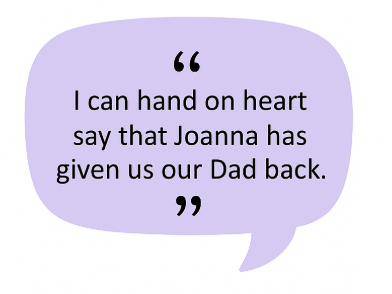 “
I can hand on heart
say that Joanna has
given us our Dad back.
”